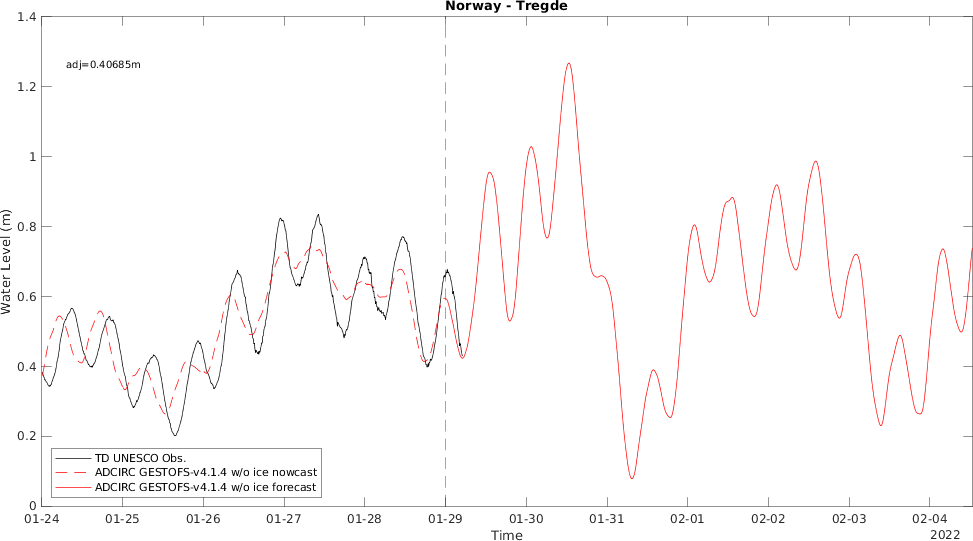 Norway - Tregde
1.4
adj=0.40685m
1.2
1
0.8
0.6
0.4
0.2
0
Water Level (m)
TD UNESCO Obs.
ADCIRC GESTOFS-v4.1.4 w/o ice nowcast
ADCIRC GESTOFS-v4.1.4 w/o ice forecast
01-24 01-25 01-26 01-27 01-28 01-29 01-30 01-31 02-01 02-02 02-03 02-04
Time
2022